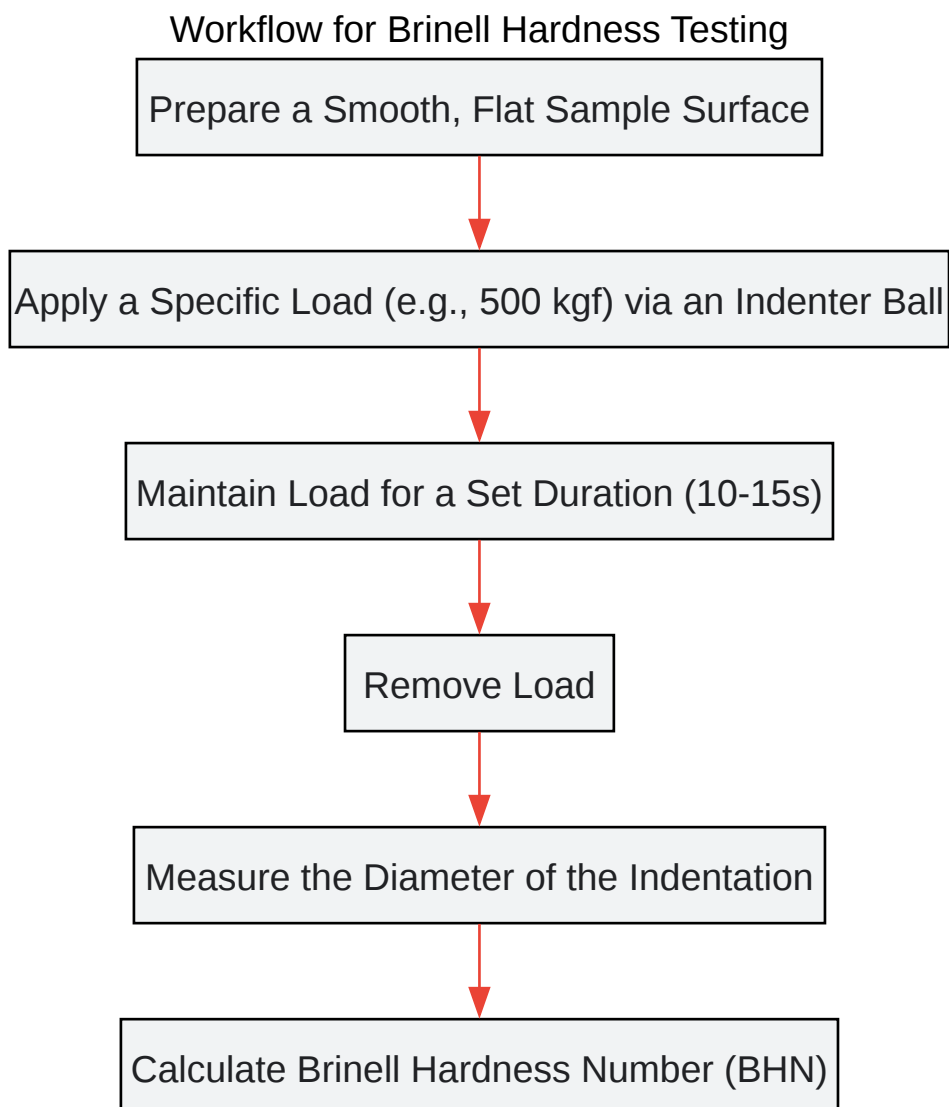 Workflow for Brinell Hardness Testing
Prepare a Smooth, Flat Sample Surface
Apply a Specific Load (e.g., 500 kgf) via an Indenter Ball
Maintain Load for a Set Duration (10-15s)
Remove Load
Measure the Diameter of the Indentation
Calculate Brinell Hardness Number (BHN)